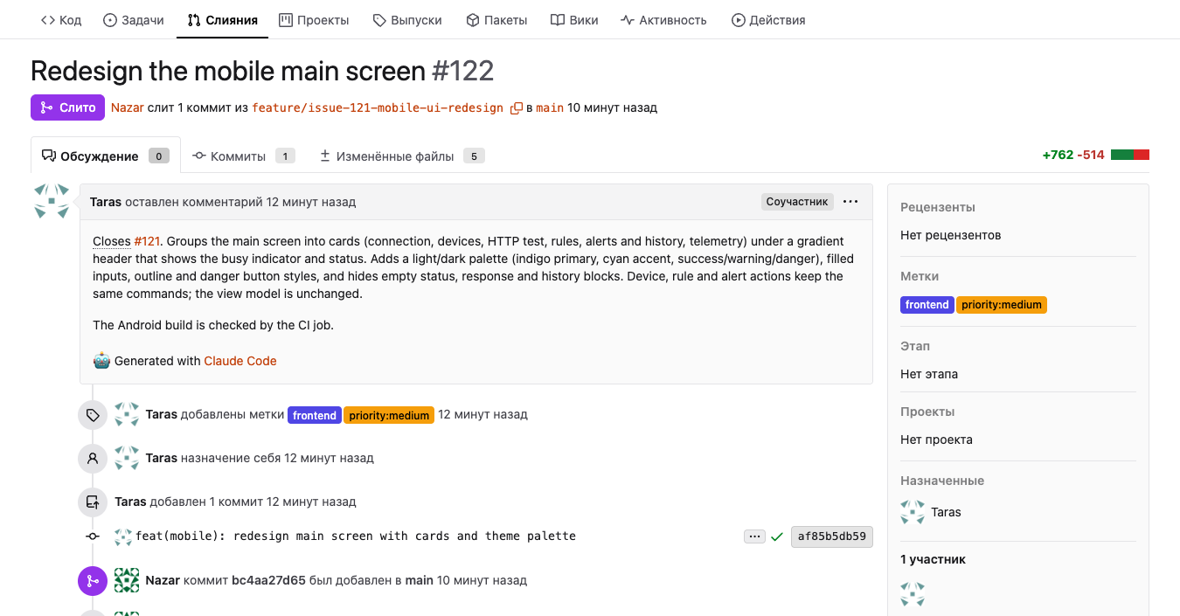 Код Задачи Слияния Проекты Выпуски Пакеты Вики Активность Действия
Redesign the mobile main screen #122
Слито Nazar слит 1 коммит из feature/issue-121-mobile-ui-redesign в main 10 минут назад
Обсуждение 0 Коммиты 1 Изменённые файлы 5 +762 -514
Taras оставлен комментарий 12 минут назад Соучастник
Closes #121. Groups the main screen into cards (connection, devices, HTTP test, rules, alerts and history, telemetry) under a gradient
header that shows the busy indicator and status. Adds a light/dark palette (indigo primary, cyan accent, success/warning/danger), filled
inputs, outline and danger button styles, and hides empty status, response and history blocks. Device, rule and alert actions keep the
same commands; the view model is unchanged.
The Android build is checked by the CI job.
🤖 Generated with Claude Code
Taras добавлены метки frontend priority:medium 12 минут назад
Taras назначение себя 12 минут назад
Taras добавлен 1 коммит 12 минут назад
feat(mobile): redesign main screen with cards and theme palette ... af85b5db59
Nazar коммит bc4aa27d65 был добавлен в main 10 минут назад
Рецензенты
Нет рецензентов
Метки
frontend priority:medium
Этап
Нет этапа
Проекты
Нет проекта
Назначенные
Taras
1 участник